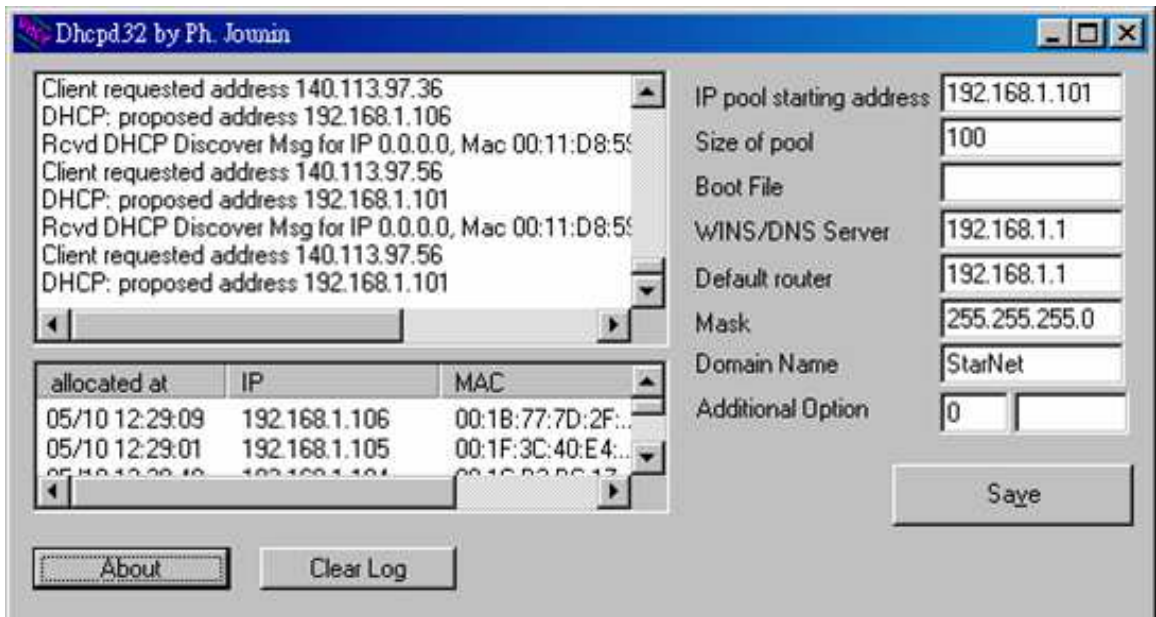 Dhcpd32 by Ph. Jounin
Client requested address 140.113.97.36
DHCP: proposed address 192.168.1.106
Rcvd DHCP Discover Msg for IP 0.0.0.0, Mac 00:11:D8:59
Client requested address 140.113.97.56
DHCP: proposed address 192.168.1.101
Rcvd DHCP Discover Msg for IP 0.0.0.0, Mac 00:11:D8:59
Client requested address 140.113.97.56
DHCP: proposed address 192.168.1.101
allocated at IP MAC
05/10 12:29:09 192.168.1.106 00:1B:77:7D:2F:...
05/10 12:29:01 192.168.1.105 00:1F:3C:40:E4:...
About Clear Log
IP pool starting address 192.168.1.101
Size of pool 100
Boot File
WINS/DNS Server 192.168.1.1
Default router 192.168.1.1
Mask 255.255.255.0
Domain Name StarNet
Additional Option 0
Save